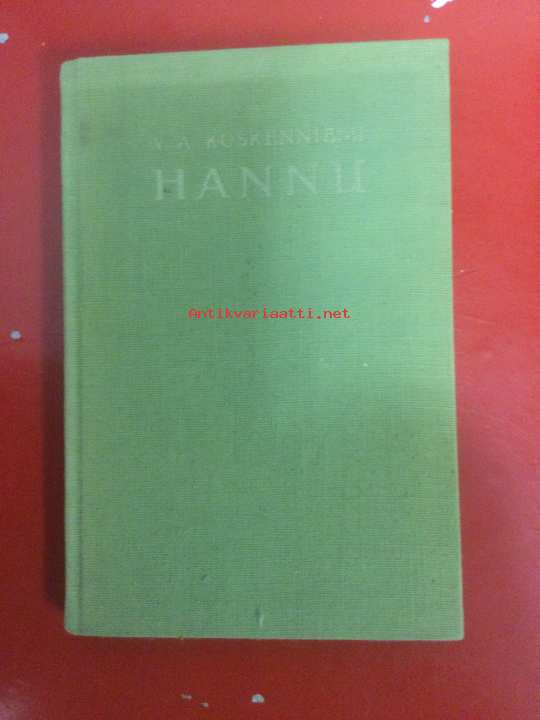 V. A. KOSKENNIEMI
HANNU
Antikvariaatti.net